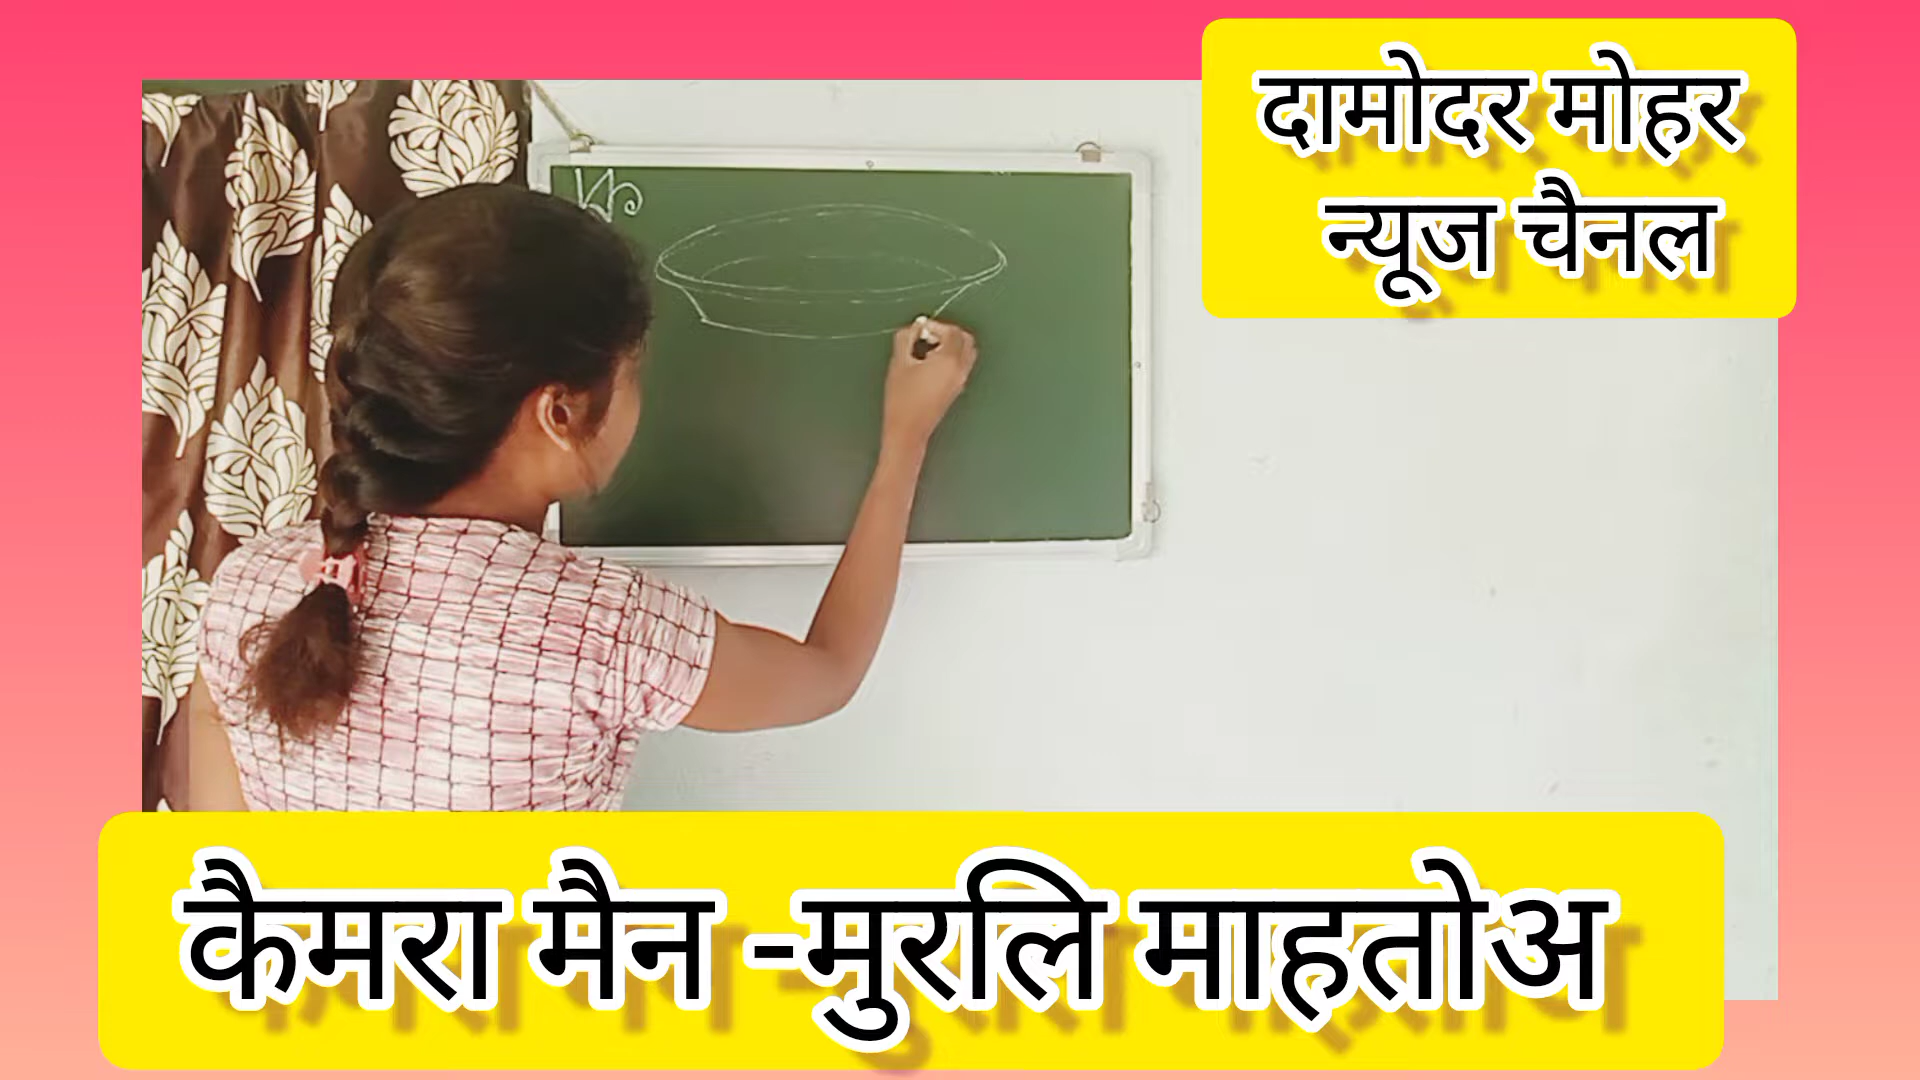 दामोदर मोहर
न्यूज चैनल
कैमरा मैन -मुरलि माहतोअ